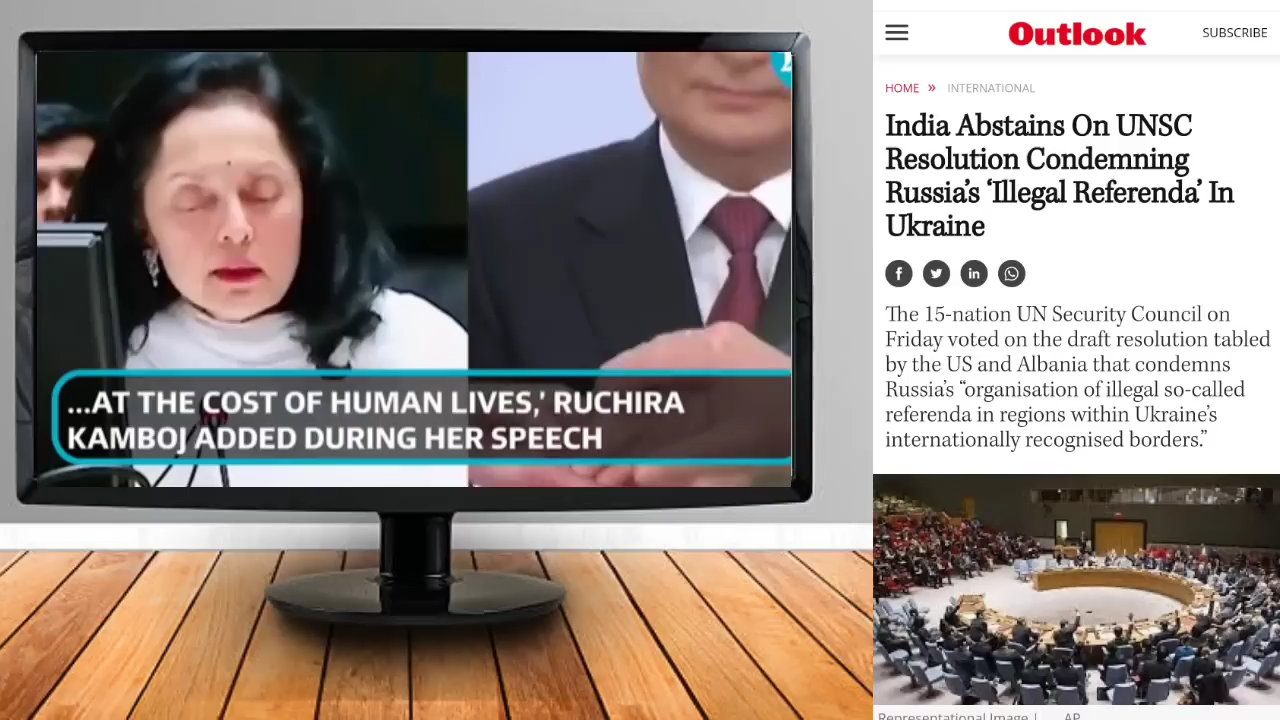 ...AT THE COST OF HUMAN LIVES,' RUCHIRA
KAMBOJ ADDED DURING HER SPEECH
Outlook
SUBSCRIBE
HOME » INTERNATIONAL
India Abstains On UNSC
Resolution Condemning
Russia's ‘Illegal Referenda’ In
Ukraine
The 15-nation UN Security Council on
Friday voted on the draft resolution tabled
by the US and Albania that condemns
Russia's “organisation of illegal so-called
referenda in regions within Ukraine's
internationally recognised borders.”
Representational Image | AP